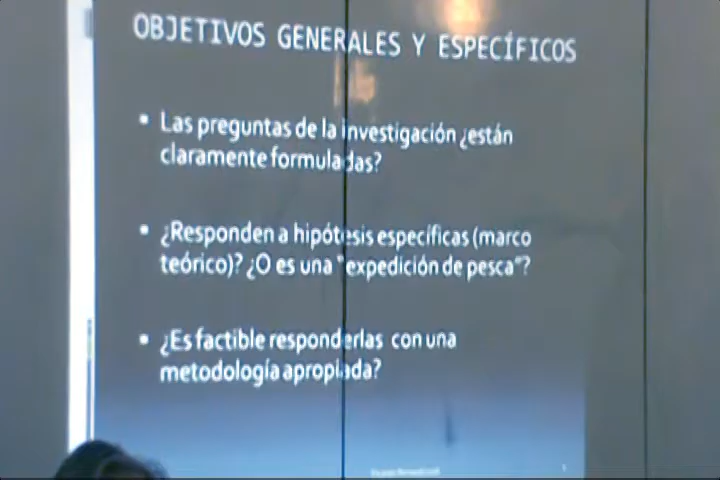 OBJETIVOS GENERALES Y ESPECÍFICOS
• Las preguntas de la investigación ¿están
claramente formuladas?
• ¿Responden a hipótesis específicas (marco
teórico)? ¿O es una "expedición de pesca"?
• ¿Es factible responderlas con una
metodología apropiada?